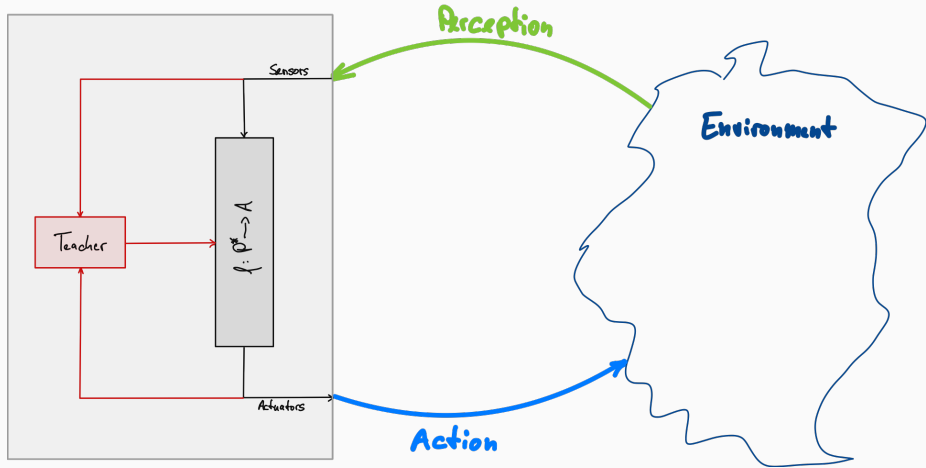 Perception
Sensors
Environment
Teacher
f: P* → A
Actuators
Action